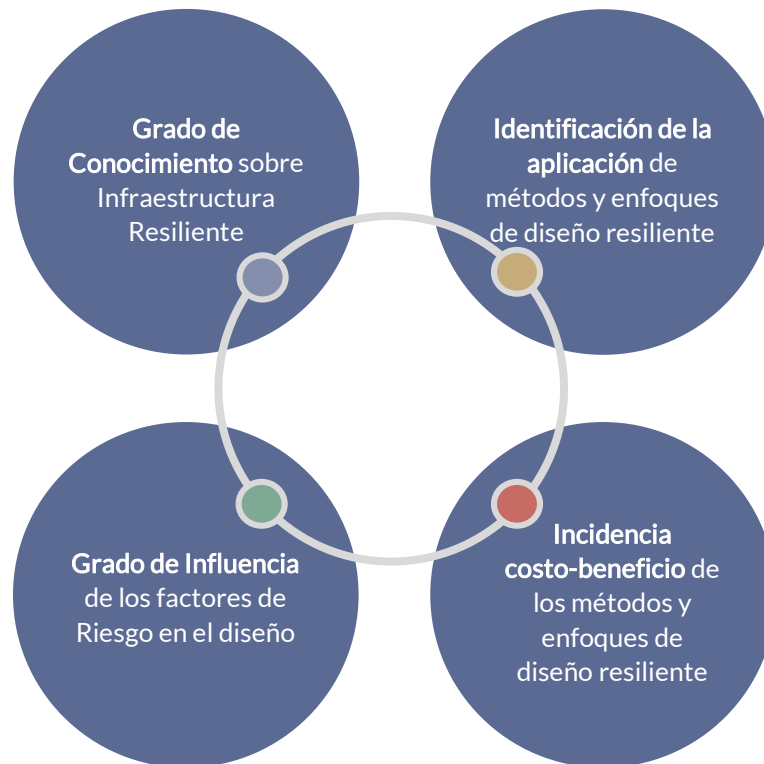 Grado de
Conocimiento sobre
Infraestructura
Resiliente
Identificación de la
aplicación de
métodos y enfoques
de diseño resiliente
Grado de Influencia
de los factores de
Riesgo en el diseño
Incidencia
costo-beneficio de
los métodos y
enfoques de
diseño resiliente